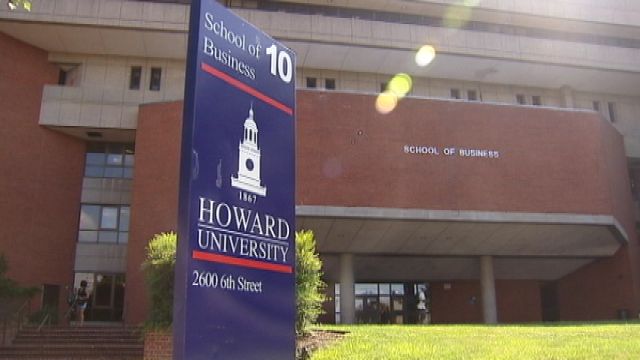 School of
Business
10
1867
HOWARD
UNIVERSITY
2600 6th Street
SCHOOL OF BUSINESS